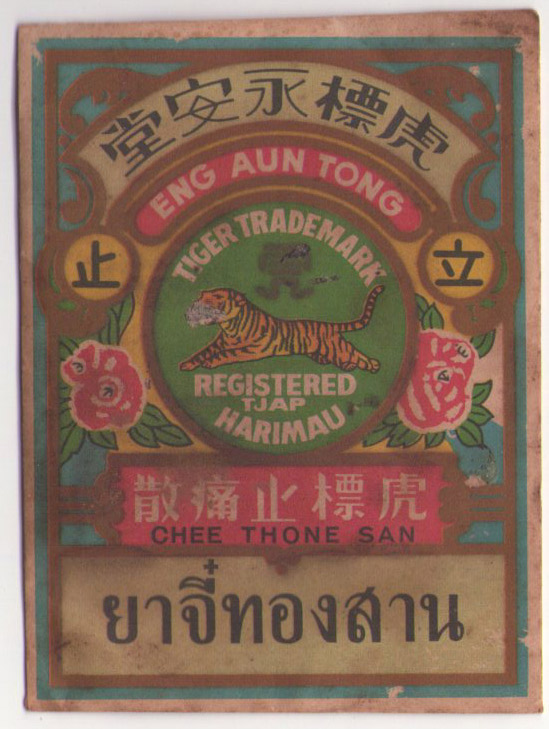 虎標永安堂
ENG AUN TONG
立止
TIGER TRADEMARK
REGISTERED
TJAP
HARIMAU
虎標止痛散
CHEE THONE SAN
ยาจี๋ทองสาน